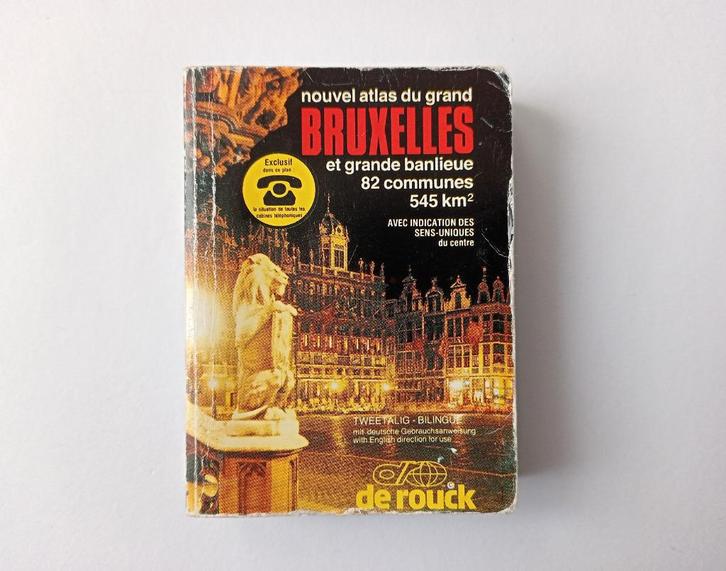 nouvel atlas du grand
BRUXELLES
et grande banlieue
82 communes
545 km²
AVEC INDICATION DES
SENS-UNIQUES
du centre
Exclusif
dans ce plan
la situation de toutes les
cabines téléphoniques
TWEETALIG - BILINGUE
mit deutsche Gebrauchsanweisung
with English direction for use
de rouck
©